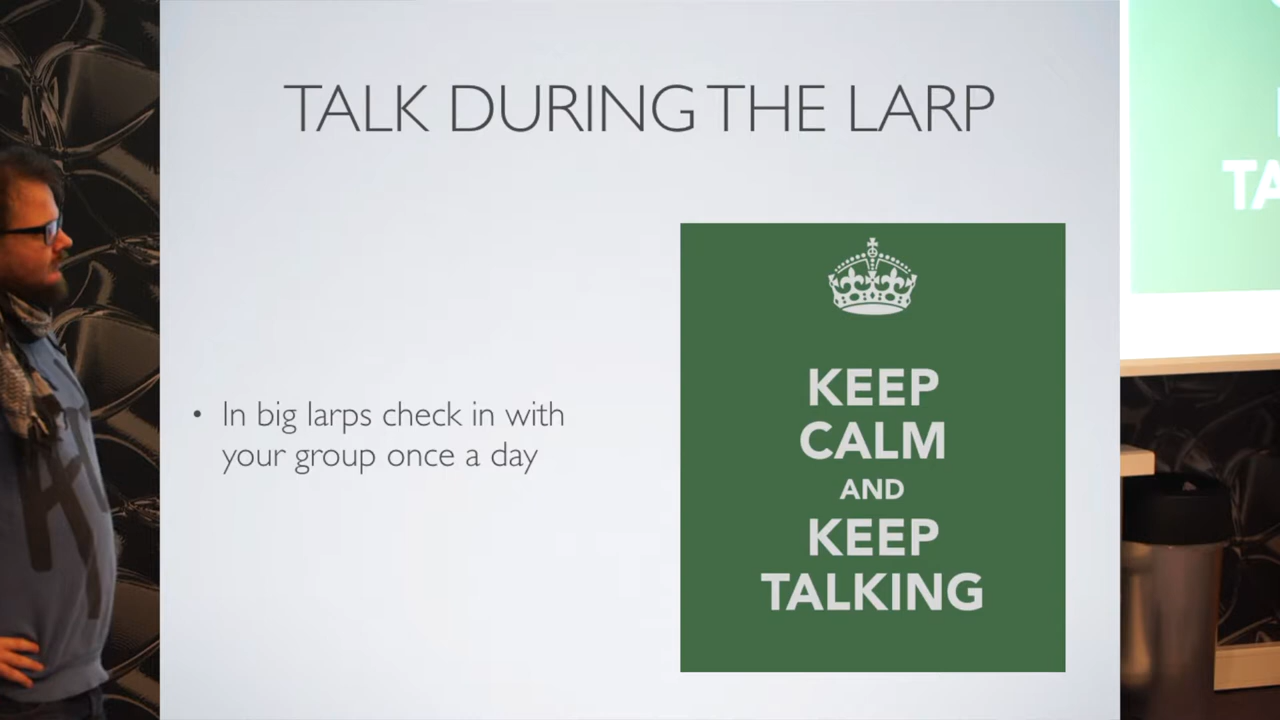 TALK DURING THE LARP
• In big larps check in with
your group once a day
KEEP
CALM
AND
KEEP
TALKING
TA